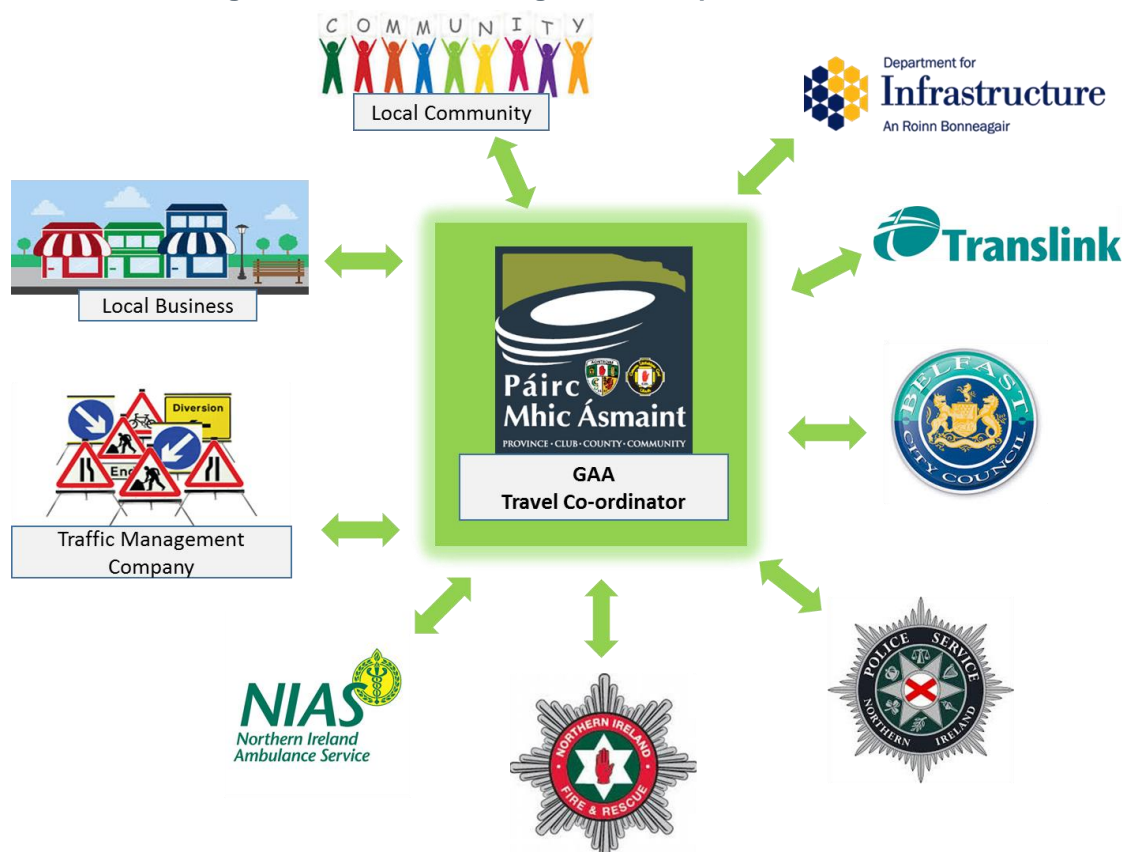 COMMUNITY
Local Community
Department for
Infrastructure
An Roinn Bonneagair
Local Business
Translink
Páirc
Mhic Ásmaint
PROVINCE • CLUB • COUNTY • COMMUNITY
GAA
Travel Co-ordinator
BELFAST
CITY COUNCIL
Diversion
End
Traffic Management
Company
NIAS
Northern Ireland
Ambulance Service
NORTHERN IRELAND
FIRE & RESCUE
POLICE SERVICE
NORTHERN IRELAND